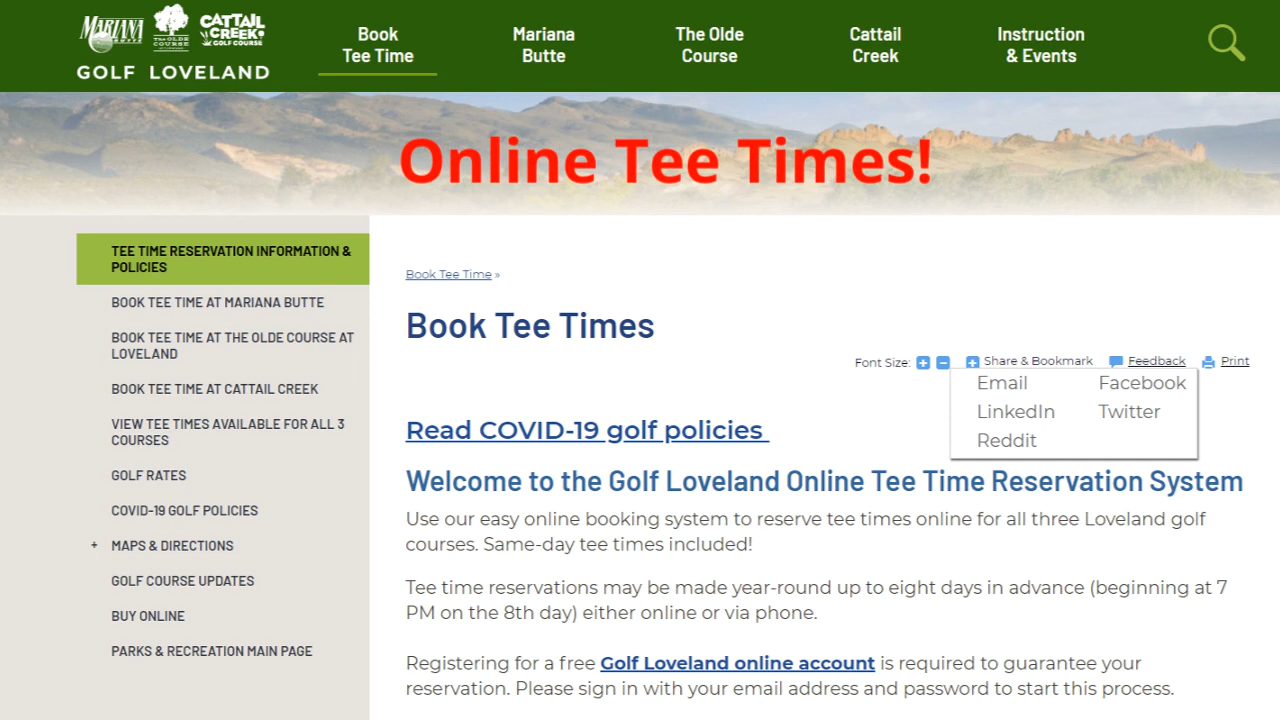 MARIANA
BUTTE
THE OLDE
COURSE
CATTAIL
CREEK
GOLF COURSE
GOLF LOVELAND
Book
Tee Time
Mariana
Butte
The Olde
Course
Cattail
Creek
Instruction
& Events
Online Tee Times!
TEE TIME RESERVATION INFORMATION &
POLICIES
BOOK TEE TIME AT MARIANA BUTTE
BOOK TEE TIME AT THE OLDE COURSE AT
LOVELAND
BOOK TEE TIME AT CATTAIL CREEK
VIEW TEE TIMES AVAILABLE FOR ALL 3
COURSES
GOLF RATES
COVID-19 GOLF POLICIES
+ MAPS & DIRECTIONS
GOLF COURSE UPDATES
BUY ONLINE
PARKS & RECREATION MAIN PAGE
Book Tee Time »
Book Tee Times
Font Size: + - + Share & Bookmark Feedback Print
Email Facebook
LinkedIn Twitter
Reddit
Read COVID-19 golf policies
Welcome to the Golf Loveland Online Tee Time Reservation System
Use our easy online booking system to reserve tee times online for all three Loveland golf
courses. Same-day tee times included!
Tee time reservations may be made year-round up to eight days in advance (beginning at 7
PM on the 8th day) either online or via phone.
Registering for a free Golf Loveland online account is required to guarantee your
reservation. Please sign in with your email address and password to start this process.